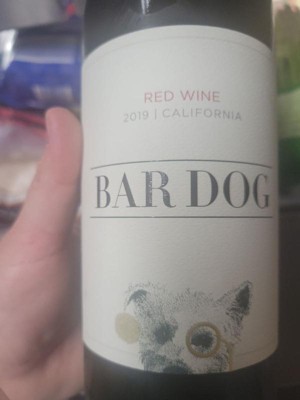 RED WINE
2019 | CALIFORNIA
BAR DOG